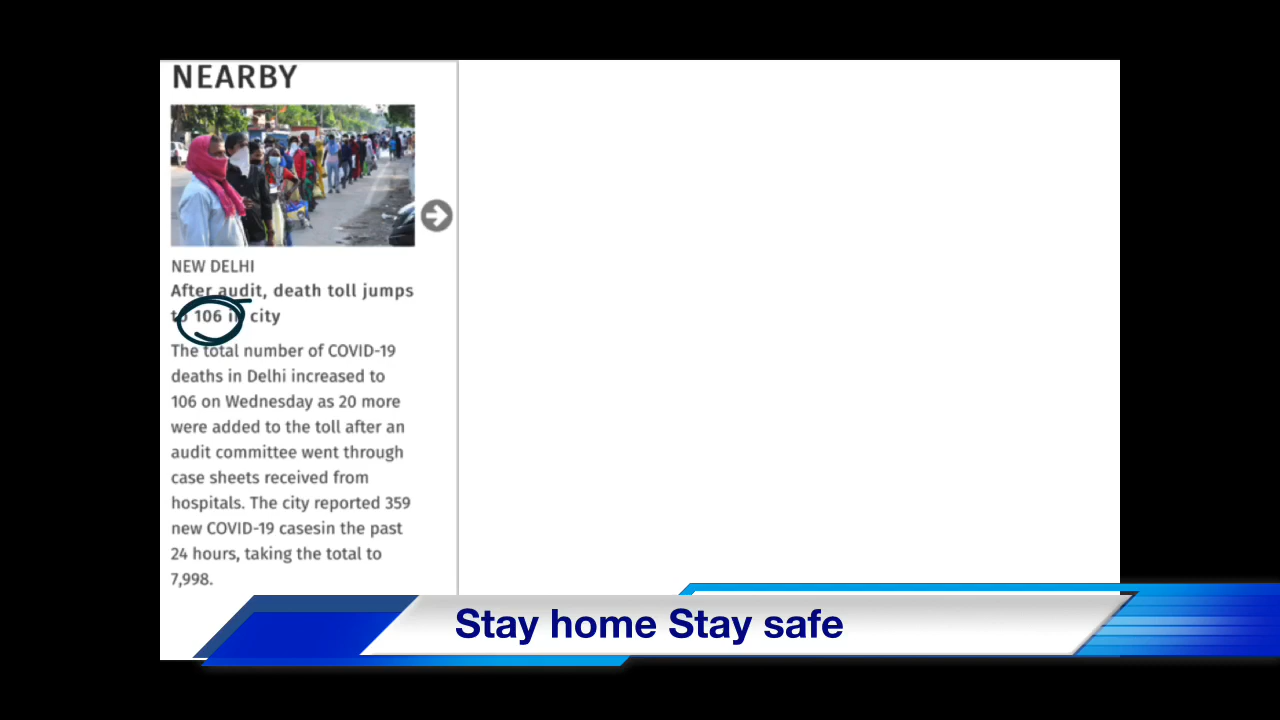 NEARBY
NEW DELHI
After audit, death toll jumps
to 106 in city
The total number of COVID-19
deaths in Delhi increased to
106 on Wednesday as 20 more
were added to the toll after an
audit committee went through
case sheets received from
hospitals. The city reported 359
new COVID-19 casesin the past
24 hours, taking the total to
7,998.
Stay home Stay safe